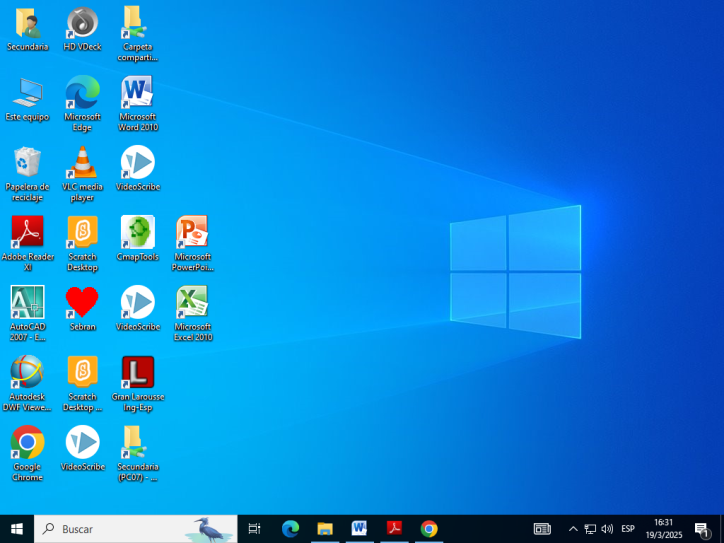 Secundaria
HD VDeck
Carpeta
comparti...
Este equipo
Microsoft
Edge
Microsoft
Word 2010
Papelera de
reciclaje
VLC media
player
VideoScribe
Adobe Reader
XI
Scratch
Desktop
CmapTools
Microsoft
PowerPoi...
AutoCAD
2007 - E...
Sebran
VideoScribe
Microsoft
Excel 2010
Autodesk
DWF Viewe...
Scratch
Desktop ...
Gran Larousse
Ing-Esp
Google
Chrome
VideoScribe
Secundaria
(PC07) - ...
Buscar
ESP
16:31
19/3/2025
1